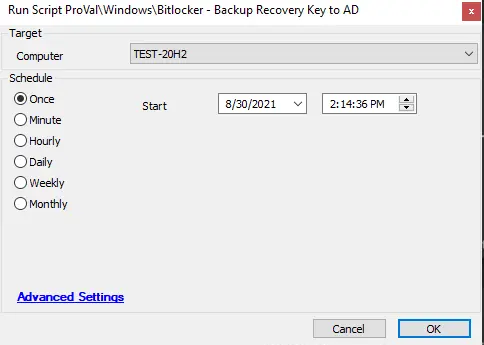 Run Script ProVal\Windows\Bitlocker - Backup Recovery Key to AD
Target
Computer TEST-20H2
Schedule
Once Start 8/30/2021 2:14:36 PM
Minute
Hourly
Daily
Weekly
Monthly
Advanced Settings
Cancel OK